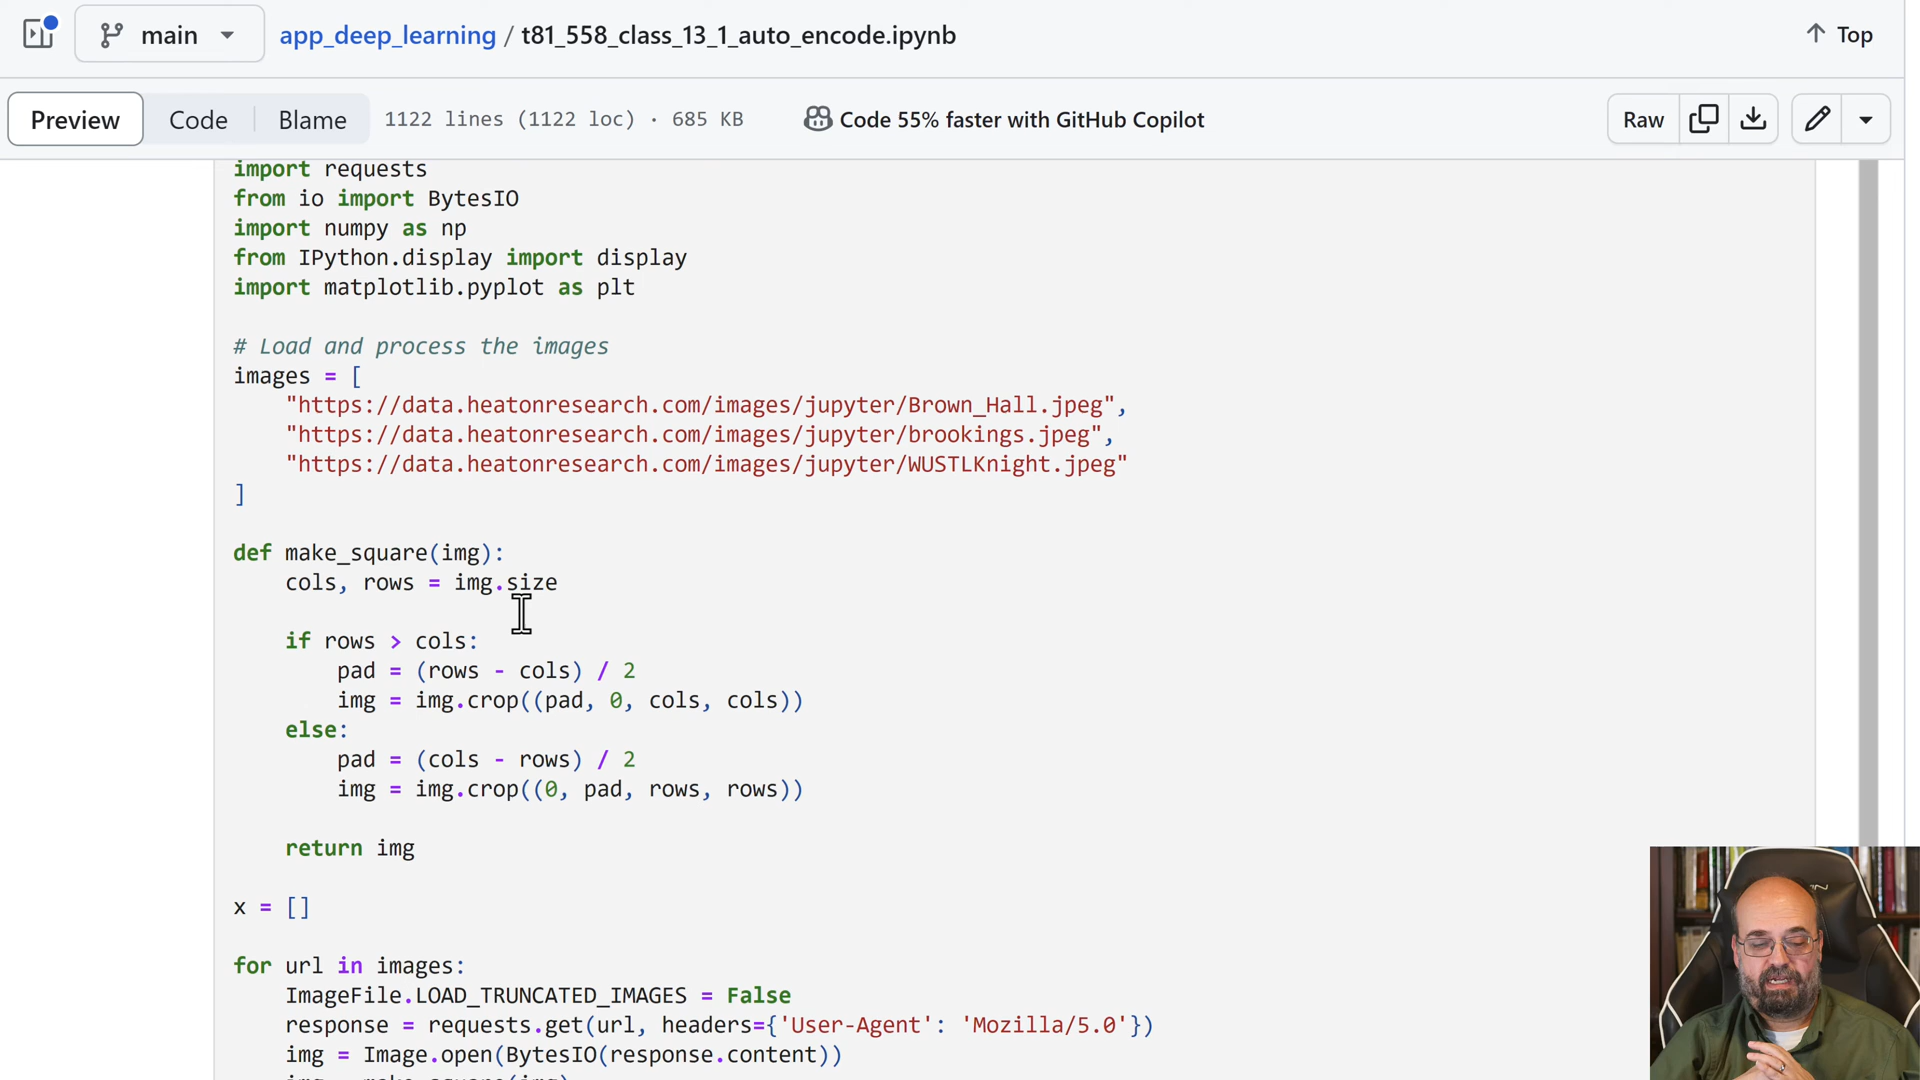 main
app_deep_learning / t81_558_class_13_1_auto_encode.ipynb
Top
Preview
Code
Blame
1122 lines (1122 loc) · 685 KB
Code 55% faster with GitHub Copilot
Raw
import requests
from io import BytesIO
import numpy as np
from IPython.display import display
import matplotlib.pyplot as plt
# Load and process the images
images = [
"https://data.heatonresearch.com/images/jupyter/Brown_Hall.jpeg",
"https://data.heatonresearch.com/images/jupyter/brookings.jpeg",
"https://data.heatonresearch.com/images/jupyter/WUSTLKnight.jpeg"
]
def make_square(img):
cols, rows = img.size
if rows > cols:
pad = (rows - cols) / 2
img = img.crop((pad, 0, cols, cols))
else:
pad = (cols - rows) / 2
img = img.crop((0, pad, rows, rows))
return img
x = []
for url in images:
ImageFile.LOAD_TRUNCATED_IMAGES = False
response = requests.get(url, headers={'User-Agent': 'Mozilla/5.0'})
img = Image.open(BytesIO(response.content))